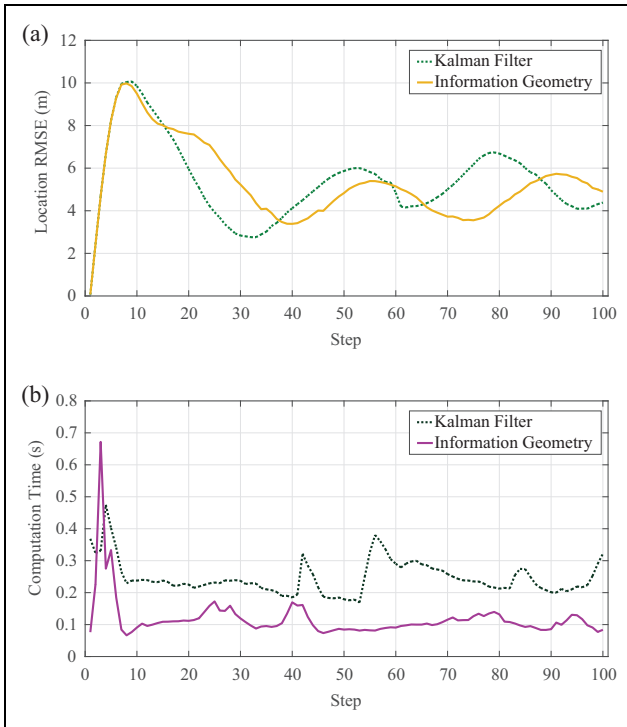 (a)
12
10
8
6
4
2
0
Location RMSE (m)
Kalman Filter
Information Geometry
0 10 20 30 40 50 60 70 80 90 100
Step
(b)
0.8
0.7
0.6
0.5
0.4
0.3
0.2
0.1
0
Computation Time (s)
Kalman Filter
Information Geometry
0 10 20 30 40 50 60 70 80 90 100
Step